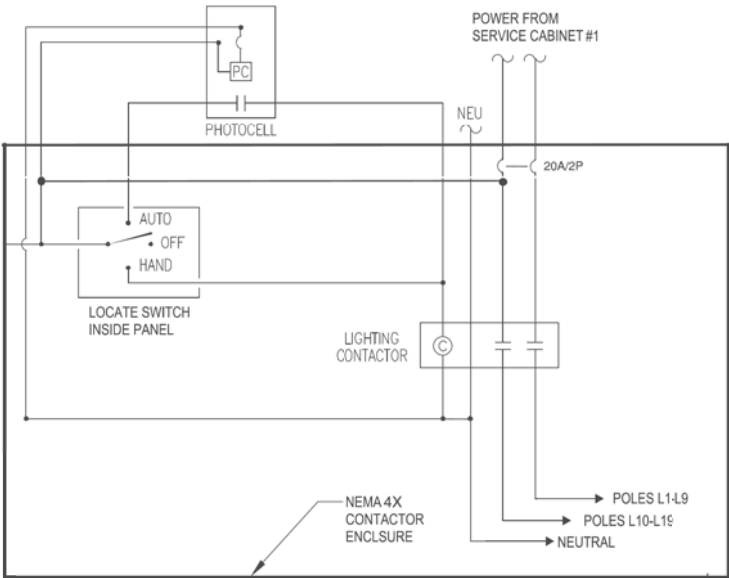 POWER FROM
SERVICE CABINET #1
PC
NEU
PHOTOCELL
20A/2P
AUTO
OFF
HAND
LOCATE SWITCH
INSIDE PANEL
LIGHTING
CONTACTOR
C
POLES L1-L9
NEMA 4X
CONTACTOR
ENCLSURE
POLES L10-L19
NEUTRAL